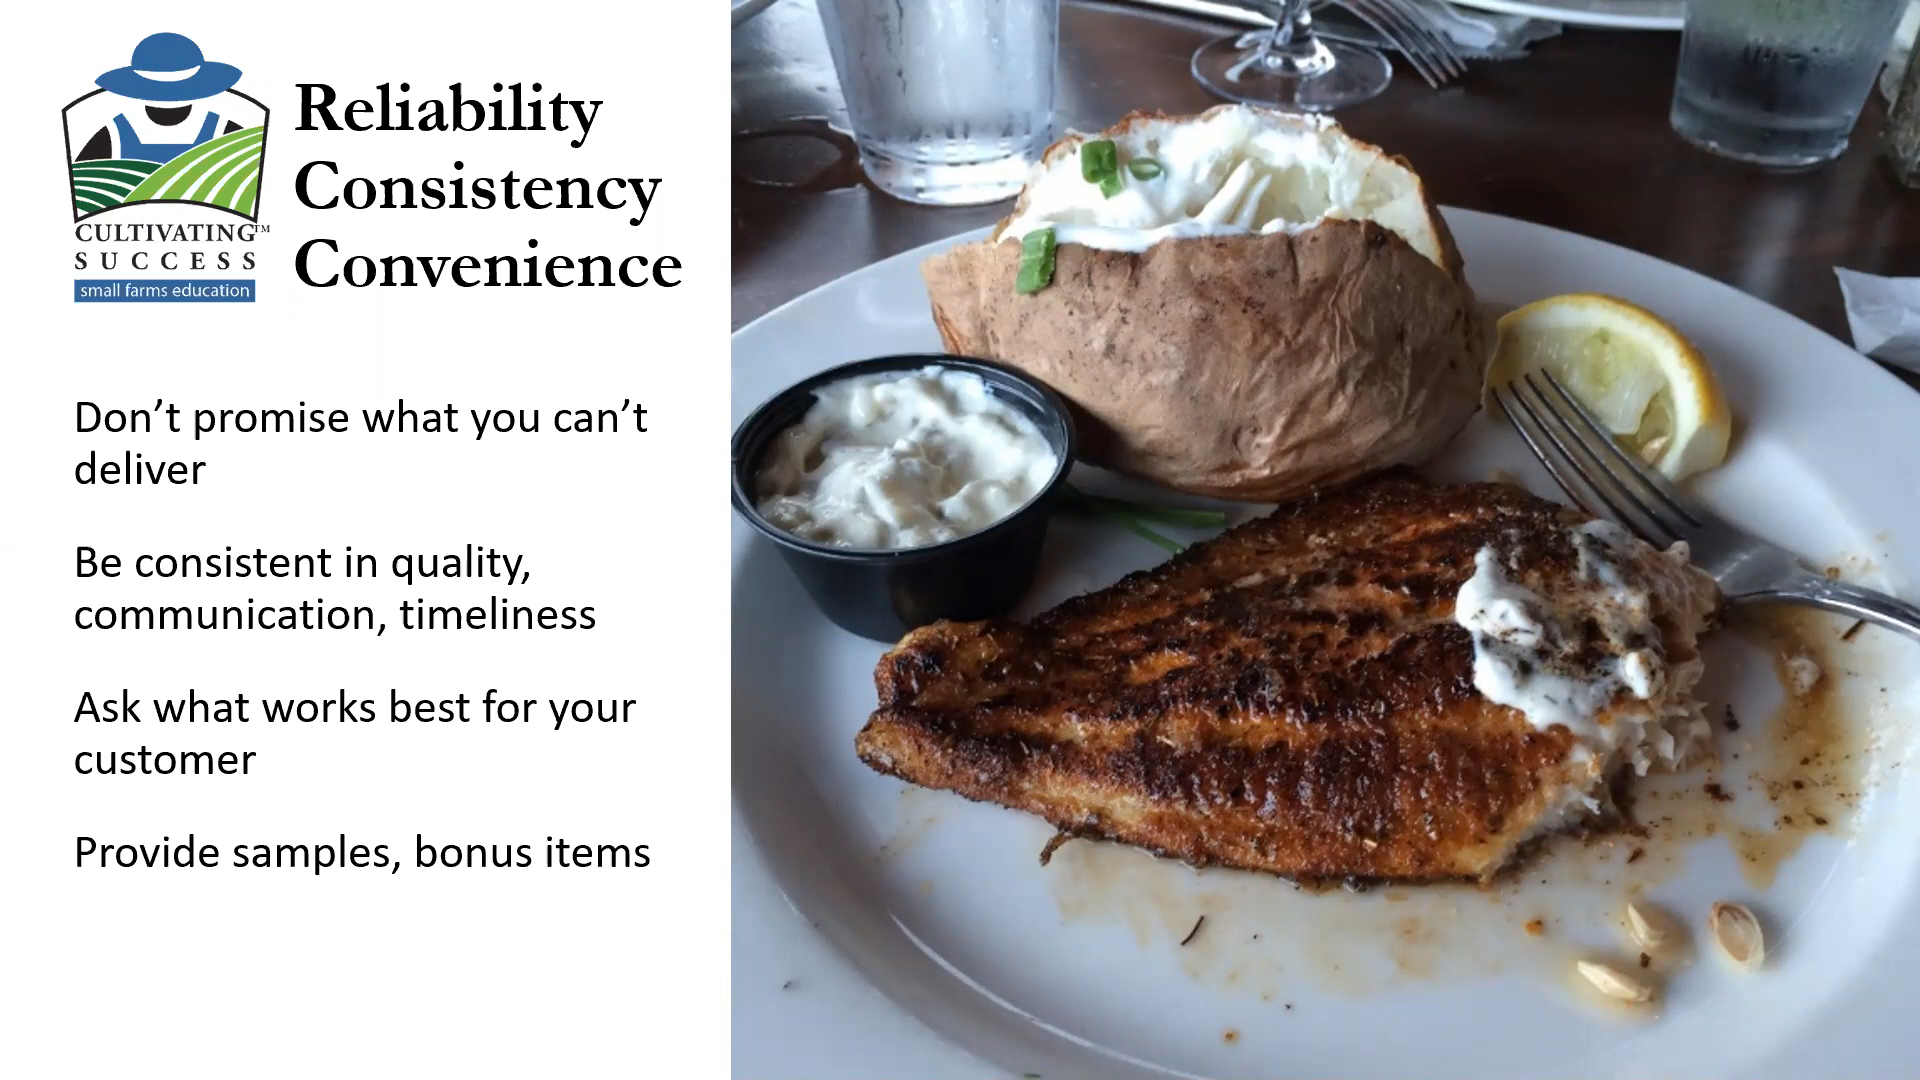 Reliability
Consistency
Convenience
CULTIVATING™
SUCCESS
small farms education
Don’t promise what you can’t
deliver
Be consistent in quality,
communication, timeliness
Ask what works best for your
customer
Provide samples, bonus items